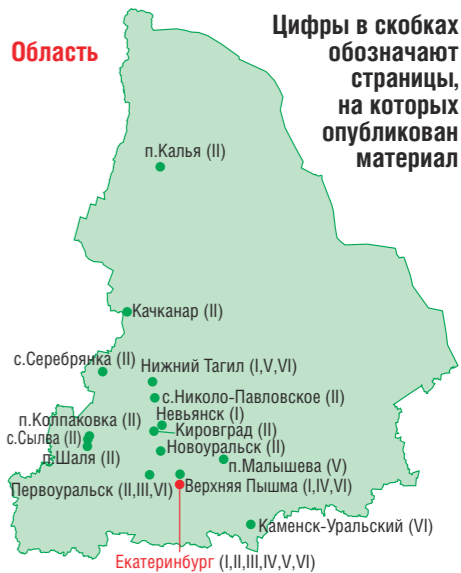 Область
Цифры в скобках
обозначают
страницы,
на которых
опубликован
материал
п.Калья (II)
Качканар (II)
с.Серебрянка (II)
Нижний Тагил (I,V,VI)
с.Николо-Павловское (II)
Невьянск (I)
п.Колпаковка (II)
Кировград (II)
с.Сылва (II)
Новоуральск (II)
п.Шаля (II)
п.Малышева (V)
Первоуральск (II,III,VI)
Верхняя Пышма (I,IV,VI)
Каменск-Уральский (VI)
Екатеринбург (I,II,III,IV,V,VI)